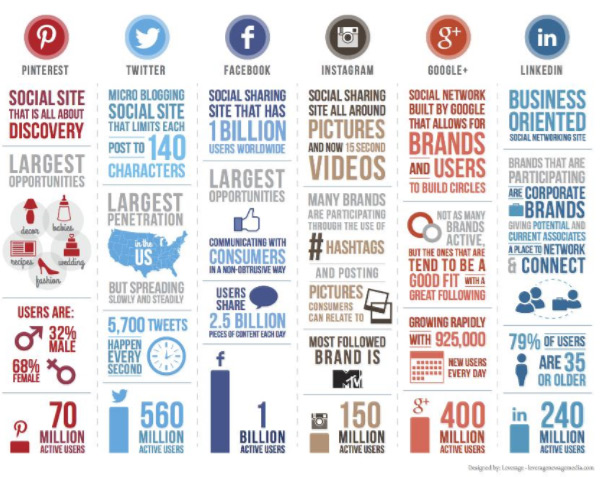 PINTEREST
SOCIAL SITE
THAT IS ALL ABOUT
DISCOVERY
LARGEST
OPPORTUNITIES
decor
babies
recipes
wedding
fashion
USERS ARE:
32%
MALE
68%
FEMALE
70
MILLION
ACTIVE USERS
TWITTER
MICRO BLOGGING
SOCIAL SITE
THAT LIMITS EACH
POST TO 140
CHARACTERS
LARGEST
PENETRATION
in the
US
BUT SPREADING
SLOWLY AND STEADILY
5,700 TWEETS
HAPPEN
EVERY
SECOND
560
MILLION
ACTIVE USERS
f
FACEBOOK
SOCIAL SHARING
SITE THAT HAS
1 BILLION
USERS WORLDWIDE
LARGEST
OPPORTUNITIES
COMMUNICATING WITH
CONSUMERS
IN A NON-OBTRUSIVE WAY
USERS
SHARE
2.5 BILLION
PIECES OF CONTENT EACH DAY
f
1
BILLION
ACTIVE USERS
INSTAGRAM
SOCIAL SHARING
SITE ALL AROUND
PICTURES
AND NOW 15 SECOND
VIDEOS
MANY BRANDS
ARE PARTICIPATING
THROUGH THE USE OF
# HASHTAGS
AND POSTING
PICTURES
CONSUMERS
CAN RELATE TO
MOST FOLLOWED
BRAND IS
MTV
150
MILLION
ACTIVE USERS
g+
GOOGLE+
SOCIAL NETWORK
BUILT BY GOOGLE
THAT ALLOWS FOR
BRANDS
AND USERS
TO BUILD CIRCLES
NOT AS MANY
BRANDS
ACTIVE,
BUT THE ONES THAT ARE
TEND TO BE A
GOOD FIT WITH A
GREAT FOLLOWING
GROWING RAPIDLY
WITH 925,000
NEW USERS
EVERY DAY
g+
400
MILLION
ACTIVE USERS
in
LINKEDIN
BUSINESS
ORIENTED
SOCIAL NETWORKING SITE
BRANDS THAT ARE
PARTICIPATING
ARE CORPORATE
BRANDS
GIVING POTENTIAL AND
CURRENT ASSOCIATES
A PLACE TO NETWORK
& CONNECT
79% OF USERS
ARE 35
OR OLDER
in
240
MILLION
ACTIVE USERS
Designed by: Leverage - leveragenewagemedia.com